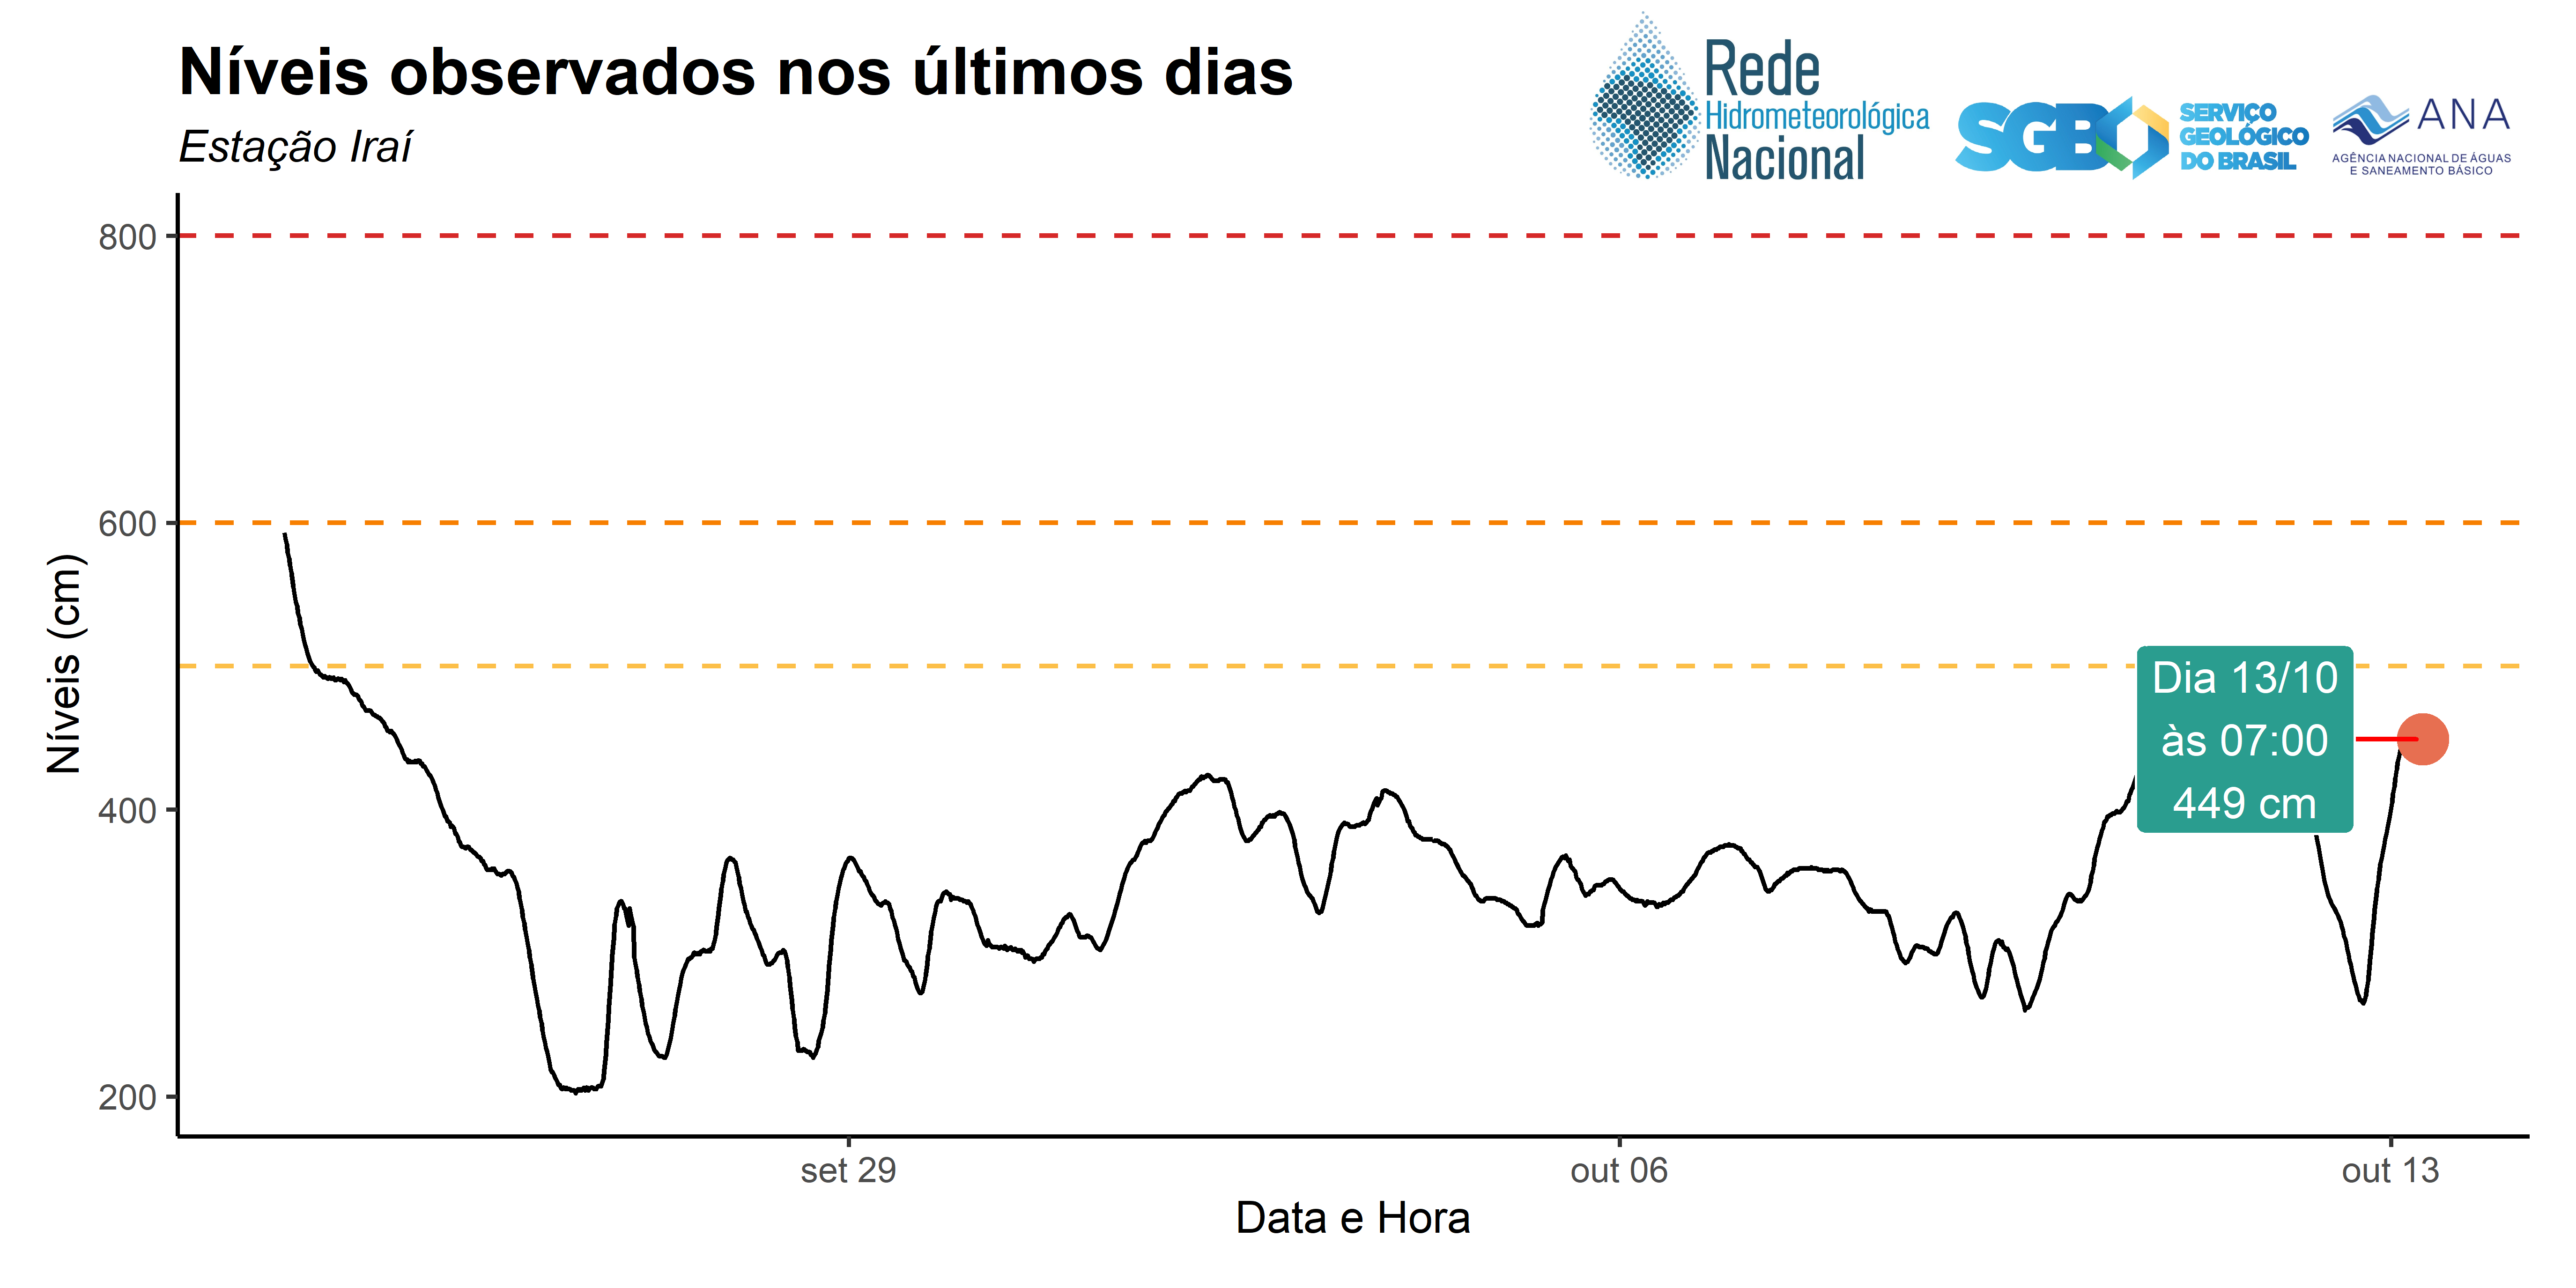 Níveis observados nos últimos dias
Estação Iraí
Rede
Hidrometeorológica
Nacional
SGB
SERVIÇO
GEOLÓGICO
DO BRASIL
ANA
AGÊNCIA NACIONAL DE ÁGUAS
E SANEAMENTO BÁSICO
800
600
400
200
Níveis (cm)
Dia 13/10
às 07:00
449 cm
set 29
out 06
out 13
Data e Hora